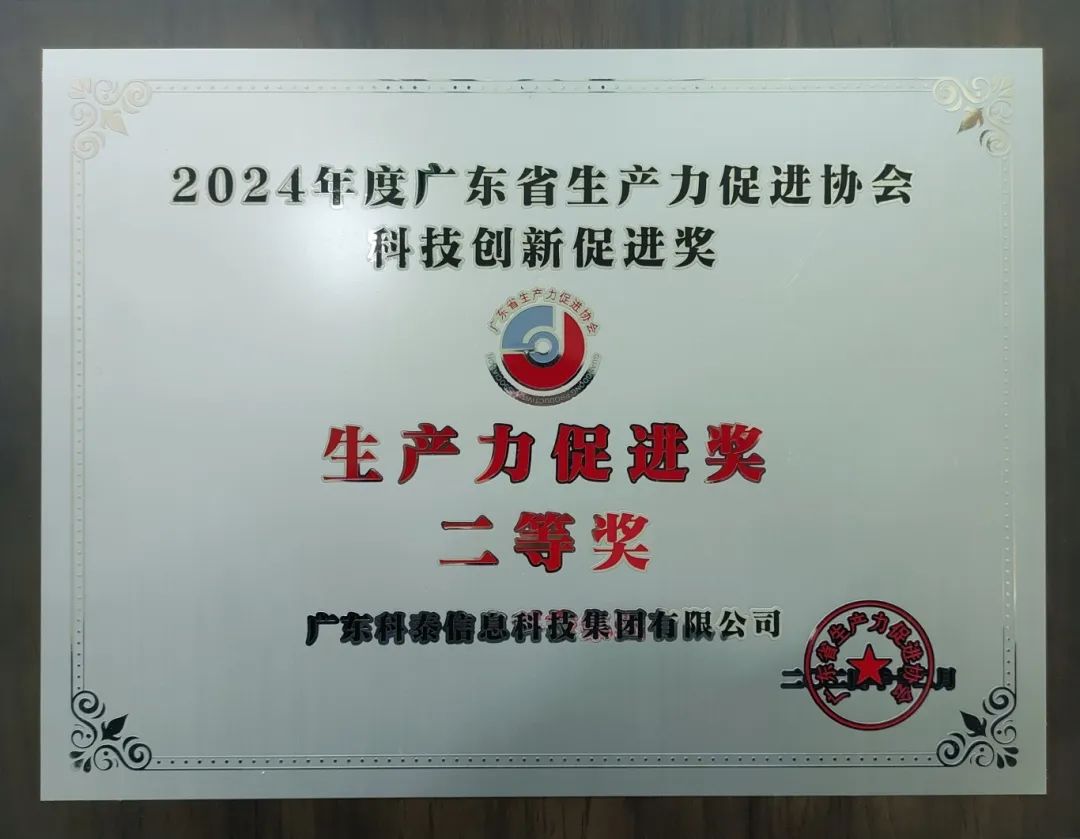 2024年度广东省生产力促进协会
科技创新促进奖
广东省生产力促进协会
生产力促进奖
二等奖
广东科泰信息科技集团有限公司
广东省生产力促进协会